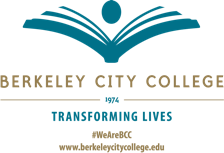 BERKELEY CITY COLLEGE
1974
TRANSFORMING LIVES
#WeAreBCC
www.berkeleycitycollege.edu